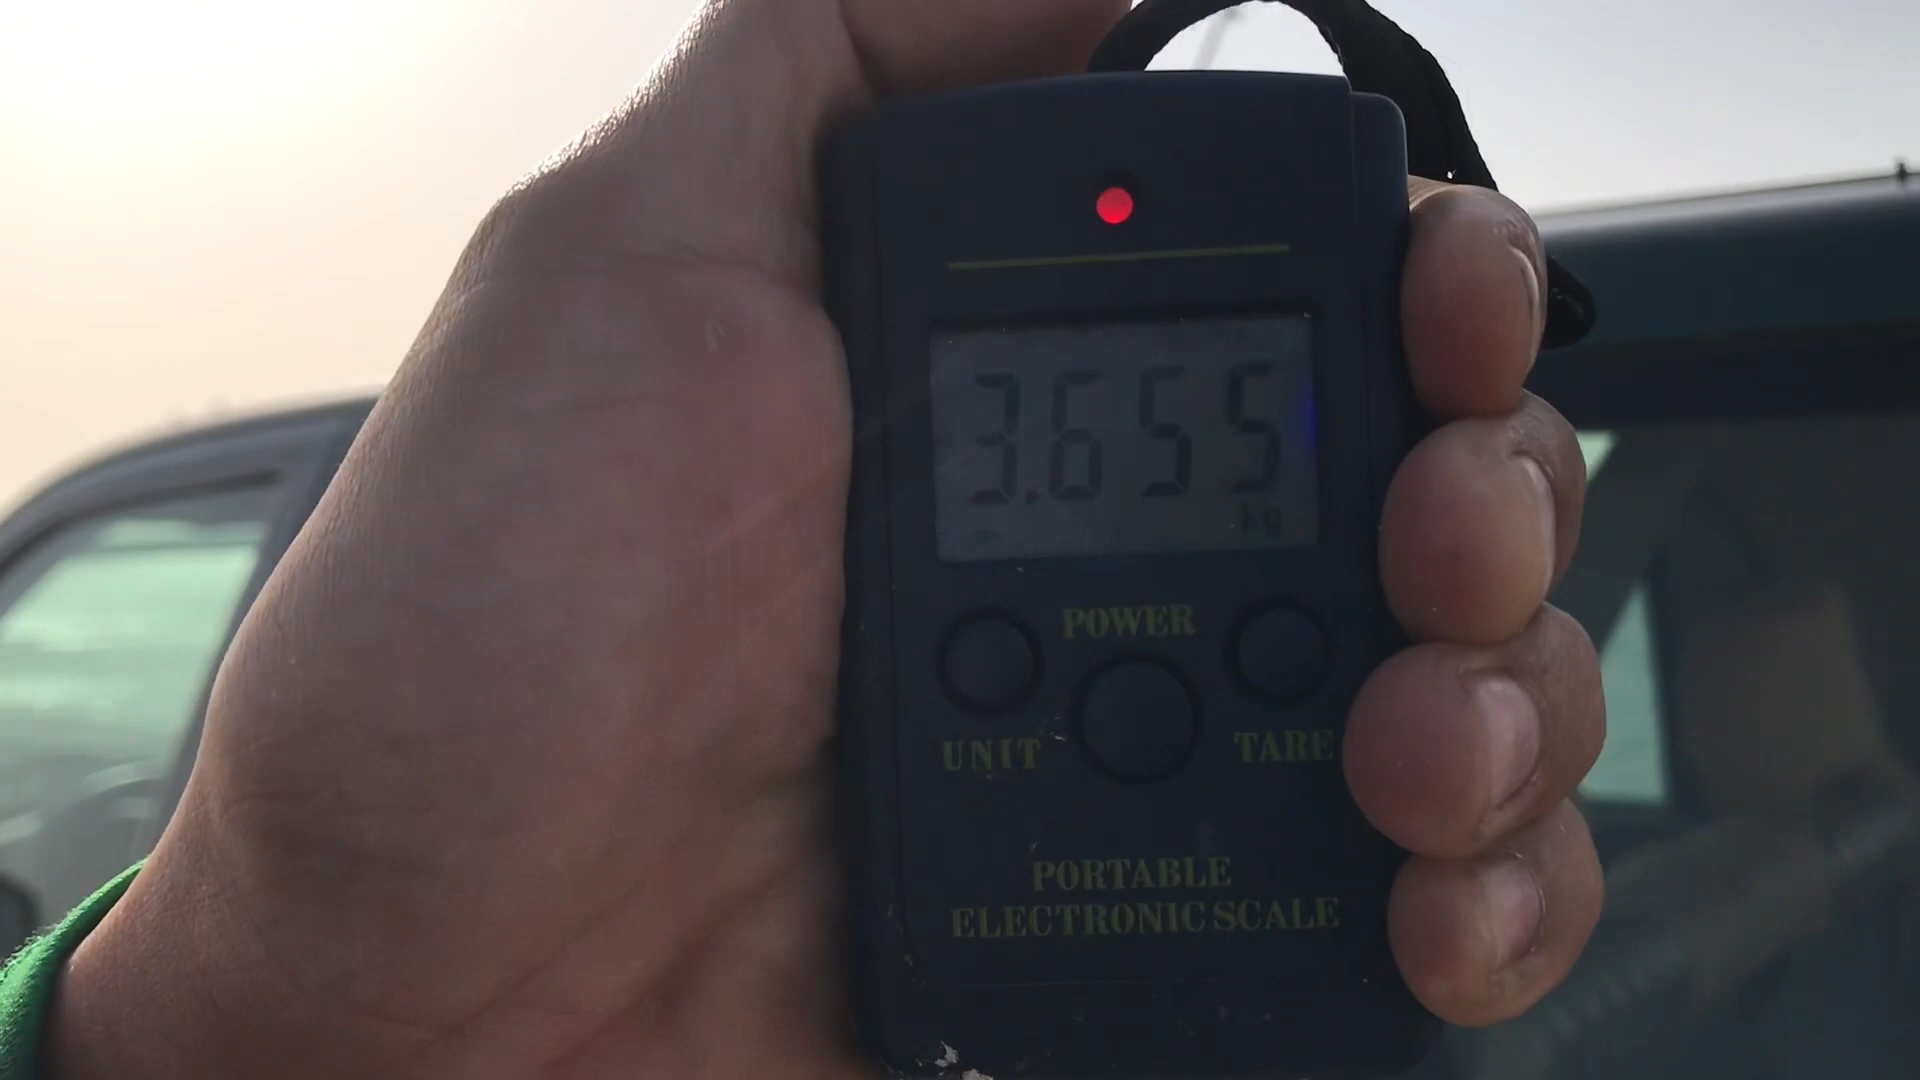 3.655
kg
POWER
UNIT
TARE
PORTABLE
ELECTRONIC SCALE